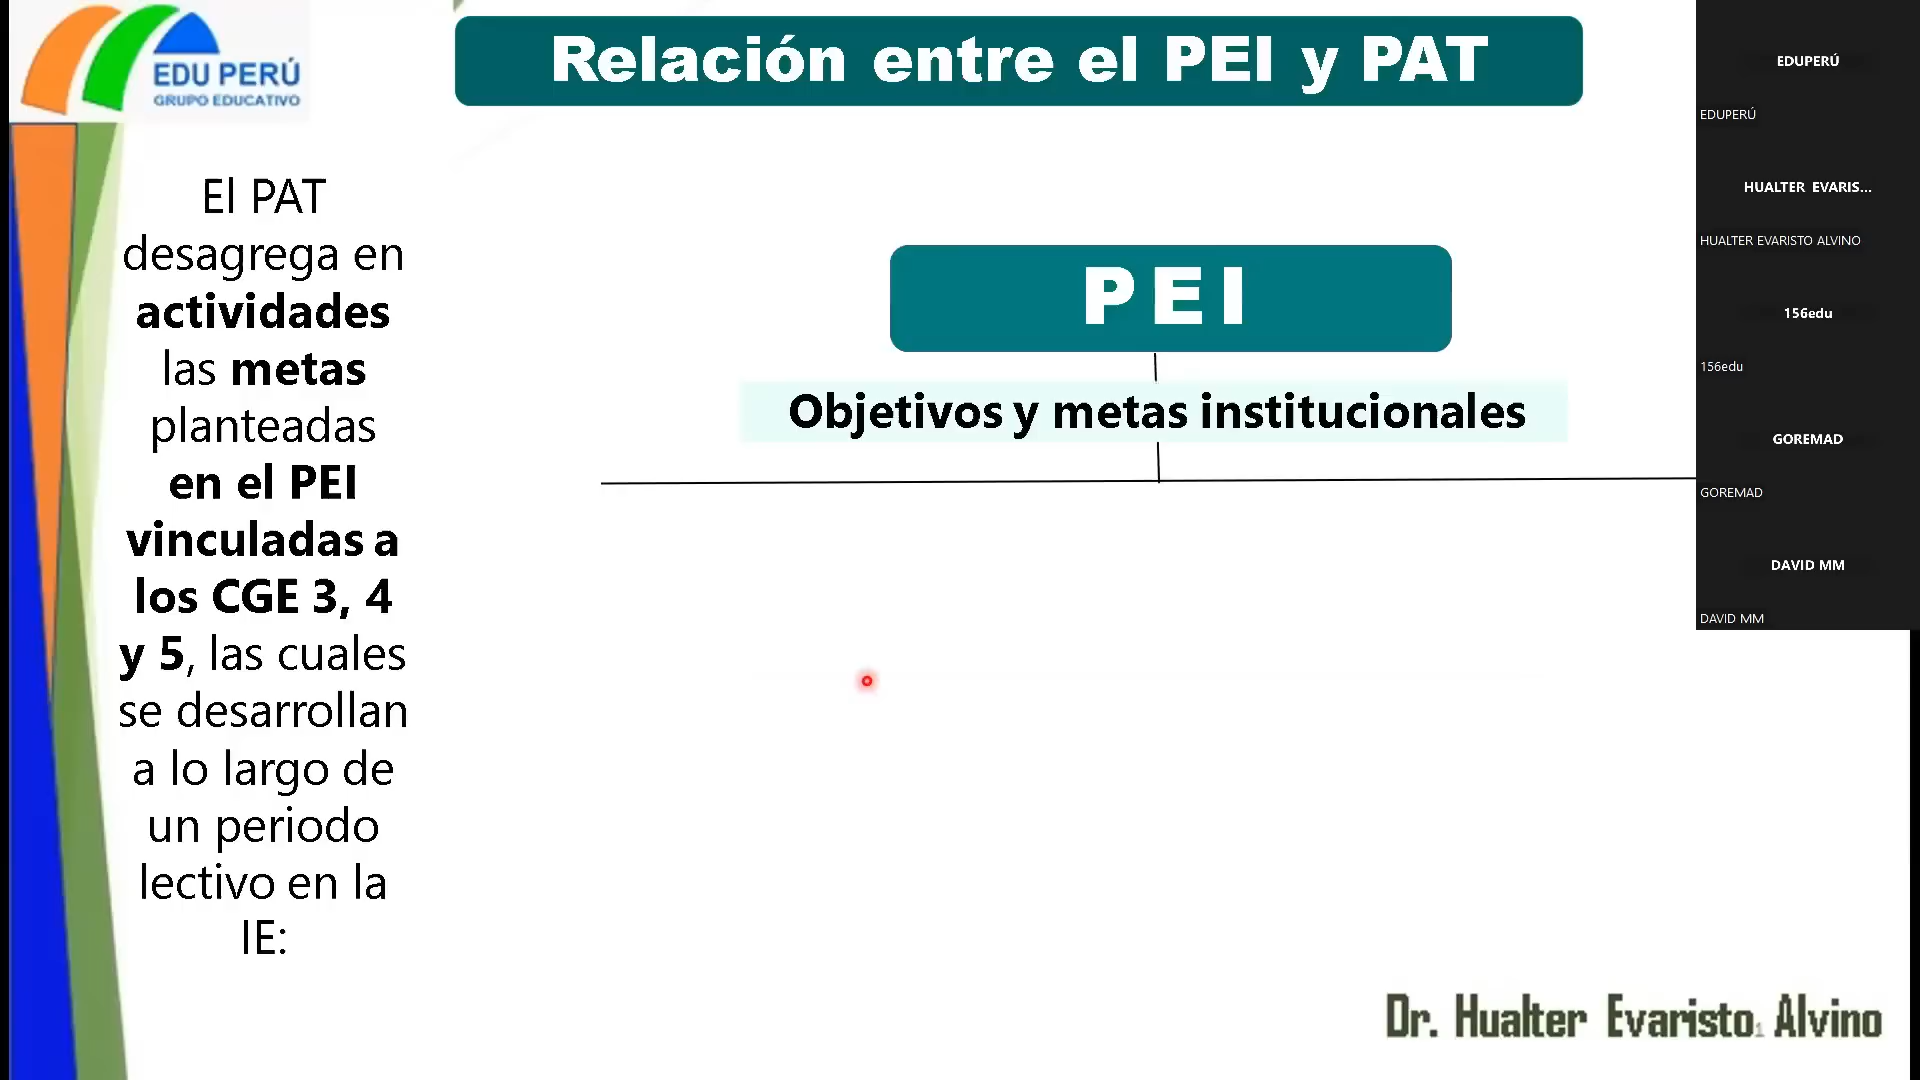 EDU PERÚ
GRUPO EDUCATIVO
Relación entre el PEI y PAT
El PAT
desagrega en
actividades
las metas
planteadas
en el PEI
vinculadas a
los CGE 3, 4
y 5, las cuales
se desarrollan
a lo largo de
un periodo
lectivo en la
IE:
PEI
Objetivos y metas institucionales
Dr. Hualter Evaristo Alvino
1
EDUPERÚ
EDUPERÚ
HUALTER EVARIS...
HUALTER EVARISTO ALVINO
156edu
156edu
GOREMAD
GOREMAD
DAVID MM
DAVID MM